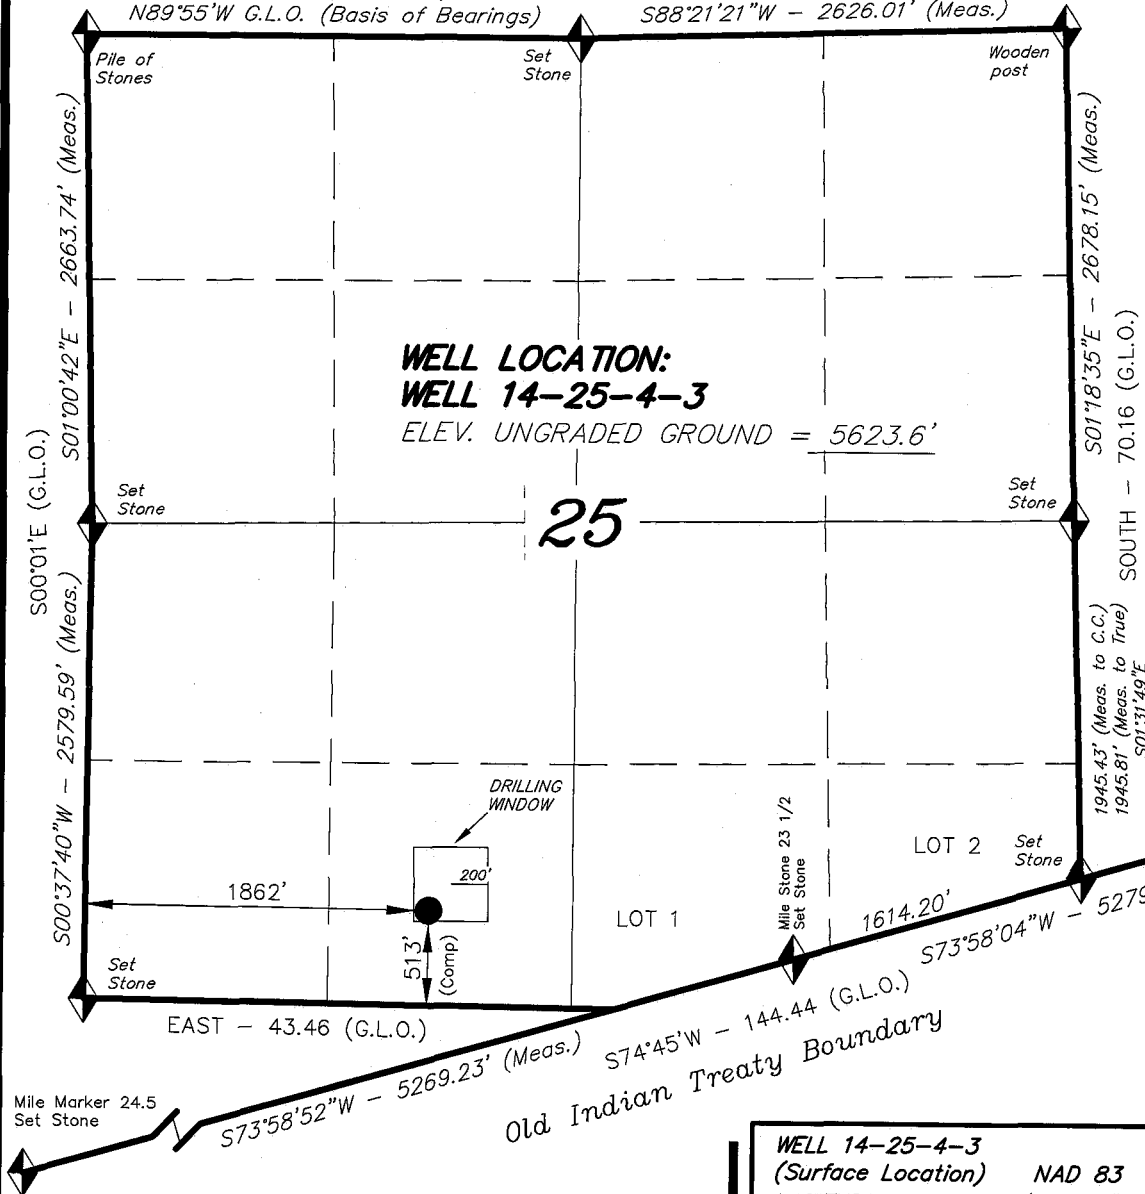 N89°55'W G.L.O. (Basis of Bearings)
S88°21'21"W - 2626.01' (Meas.)
Pile of
Stones
Set
Stone
Wooden
post
S01°00'42"E - 2663.74' (Meas.)
S01°18'35"E - 2678.15' (Meas.)
WELL LOCATION:
WELL 14-25-4-3
ELEV. UNGRADED GROUND = 5623.6'
S00°01'E (G.L.O.)
SOUTH - 70.16 (G.L.O.)
Set
Stone
25
Set
Stone
S00°37'40"W - 2579.59' (Meas.)
1945.43' (Meas. to C.C.)
1945.81' (Meas. to True)
S01°31'49"E
DRILLING
WINDOW
200'
1862'
513'
(Comp)
LOT 1
Mile Stone 23 1/2
Set Stone
LOT 2
Set
Stone
1614.20'
S73°58'04"W - 5279
Set
Stone
EAST - 43.46 (G.L.O.)
S74°45'W - 144.44 (G.L.O.)
S73°58'52"W - 5269.23' (Meas.)
Old Indian Treaty Boundary
Mile Marker 24.5
Set Stone
WELL 14-25-4-3
(Surface Location) NAD 83